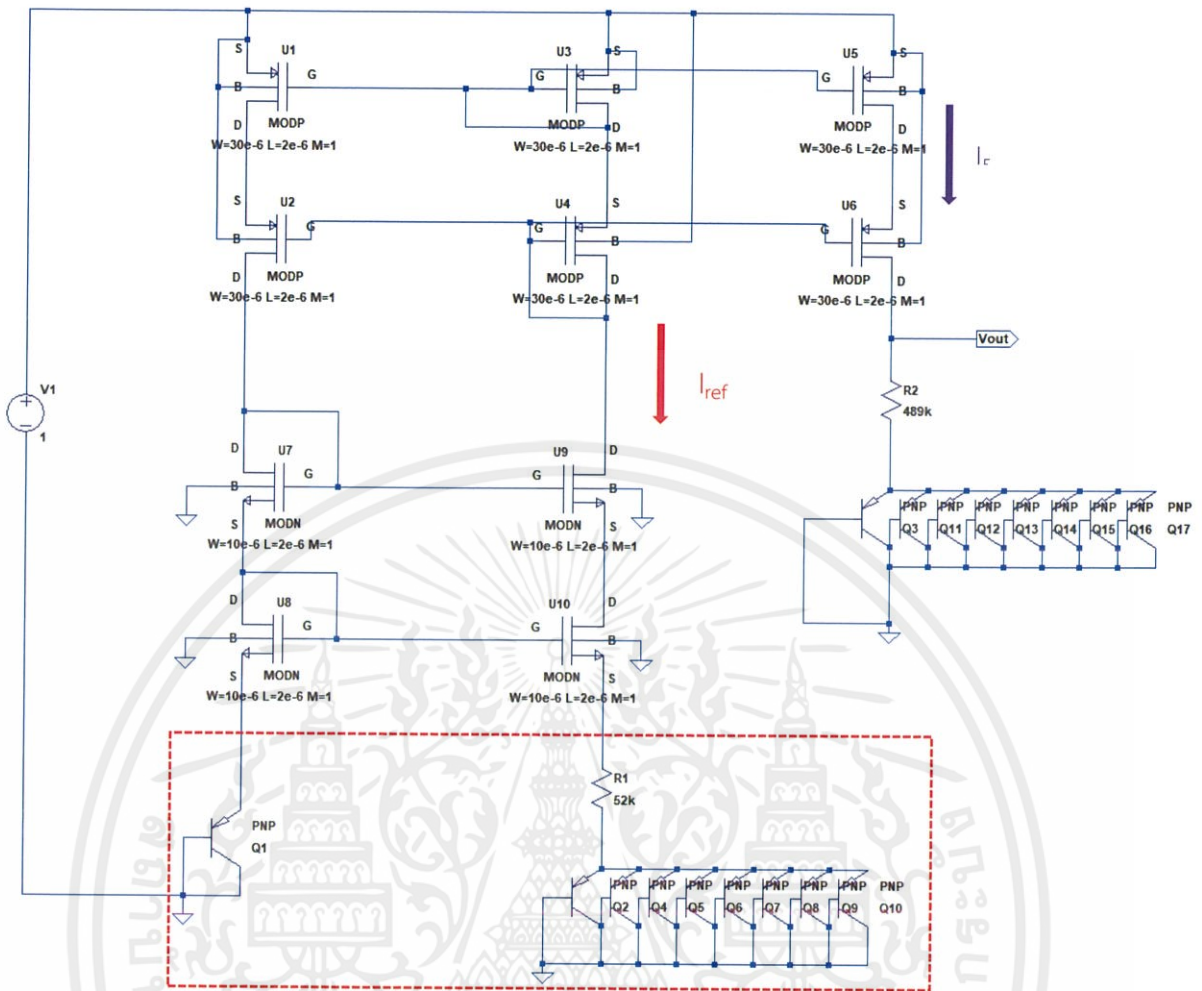 S
U1
G
B
D
MODP
W=30e-6 L=2e-6 M=1
U3
S
G
B
D
MODP
W=30e-6 L=2e-6 M=1
U5
S
G
B
D
MODP
W=30e-6 L=2e-6 M=1
S
U2
G
B
D
MODP
W=30e-6 L=2e-6 M=1
U4
S
G
B
D
MODP
W=30e-6 L=2e-6 M=1
U6
S
G
B
D
MODP
W=30e-6 L=2e-6 M=1
Iref
Vout
R2
489k
V1
1
D
U7
G
B
S
MODN
W=10e-6 L=2e-6 M=1
U9
D
G
B
S
MODN
W=10e-6 L=2e-6 M=1
PNP PNP PNP PNP PNP PNP PNP PNP
Q3 Q11 Q12 Q13 Q14 Q15 Q16 Q17
D
U8
G
B
S
MODN
W=10e-6 L=2e-6 M=1
U10
D
G
B
S
MODN
W=10e-6 L=2e-6 M=1
R1
52k
PNP
Q1
PNP PNP PNP PNP PNP PNP PNP PNP
Q2 Q4 Q5 Q6 Q7 Q8 Q9 Q10